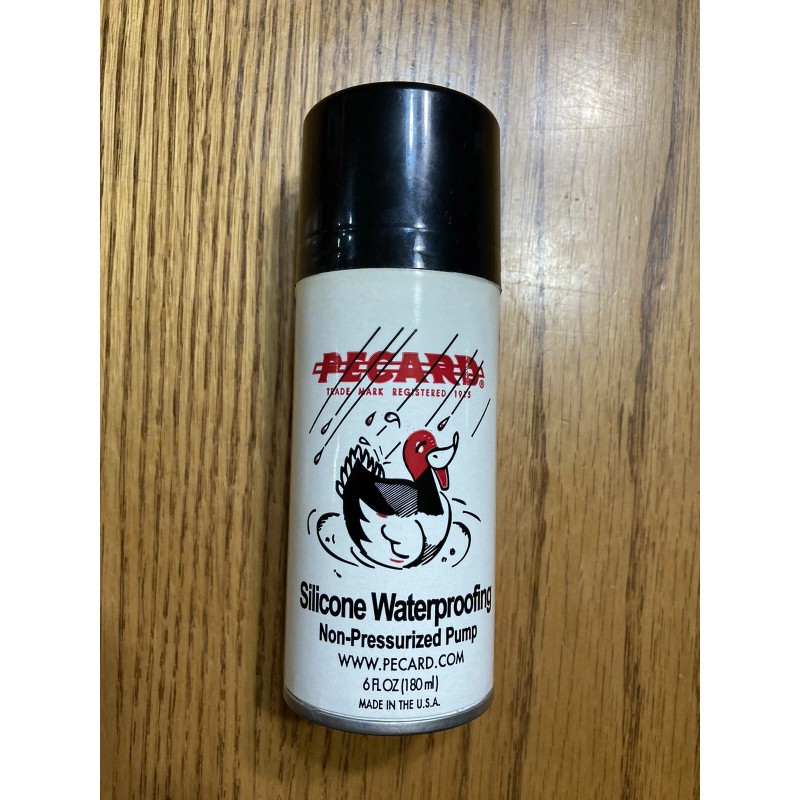 PECARD®
TRADE MARK REGISTERED 1975
Silicone Waterproofing
Non-Pressurized Pump
WWW.PECARD.COM
6 FL OZ (180 ml)
MADE IN THE U.S.A.